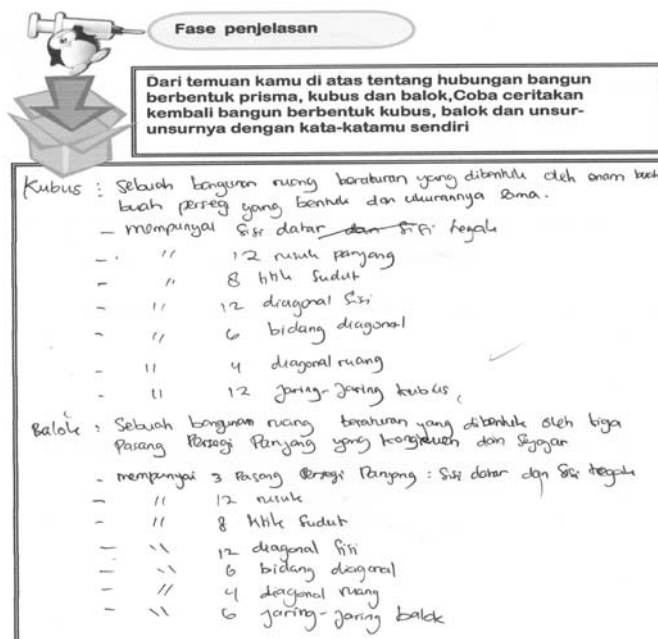 Fase penjelasan
Dari temuan kamu di atas tentang hubungan bangun
berbentuk prisma, kubus dan balok,Coba ceritakan
kembali bangun berbentuk kubus, balok dan unsur-
unsurnya dengan kata-katamu sendiri
Kubus : Sebuah bangunan ruang beraturan yang dibentuk oleh enam buah
buah perseg yang bentuk dan ukurannya sama.
- mempunyai sisi datar dan sisi tegak
- " 12 rusuk panjang
- " 8 titik sudut
- " 12 diagonal sisi
- " 6 bidang diagonal
- " 4 diagonal ruang
- " 12 jaring-jaring kubus,
Balok : Sebuah bangunan ruang beraturan yang dibentuk oleh tiga
Pasang Persegi Panjang yang kongruen dan Sejajar
- mempunyai 3 Pasang Persegi Panjang : Sisi datar dan Sisi tegak
- " 12 rusuk
- " 8 titik sudut
- " 12 diagonal sisi
- " 6 bidang diagonal
- " 4 diagonal ruang
- " 6 jaring-jaring balok